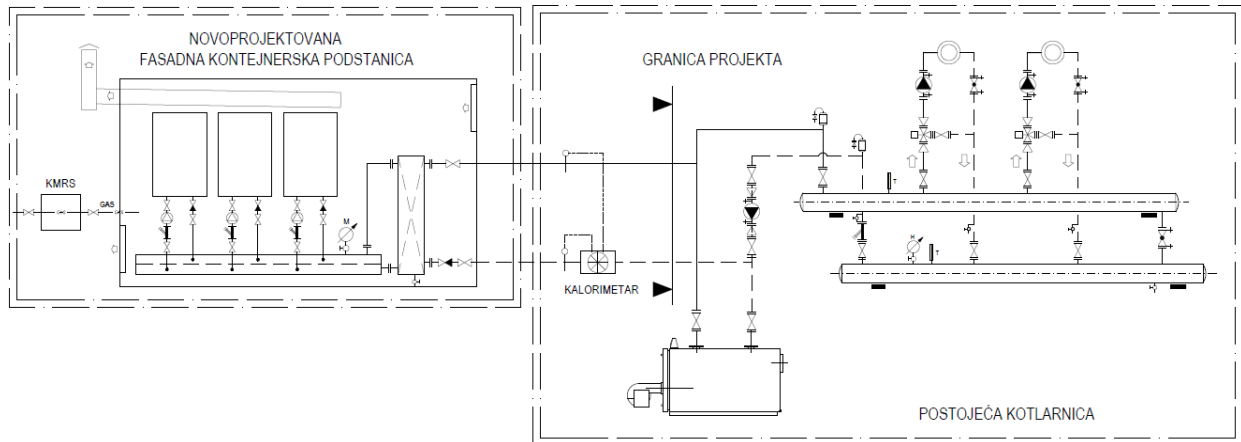 NOVOPROJEKTOVANA
FASADNA KONTEJNERSKA PODSTANICA
GRANICA PROJEKTA
KMRS
GAS
M
T
H
T
KALORIMETAR
POSTOJEĆA KOTLARNICA